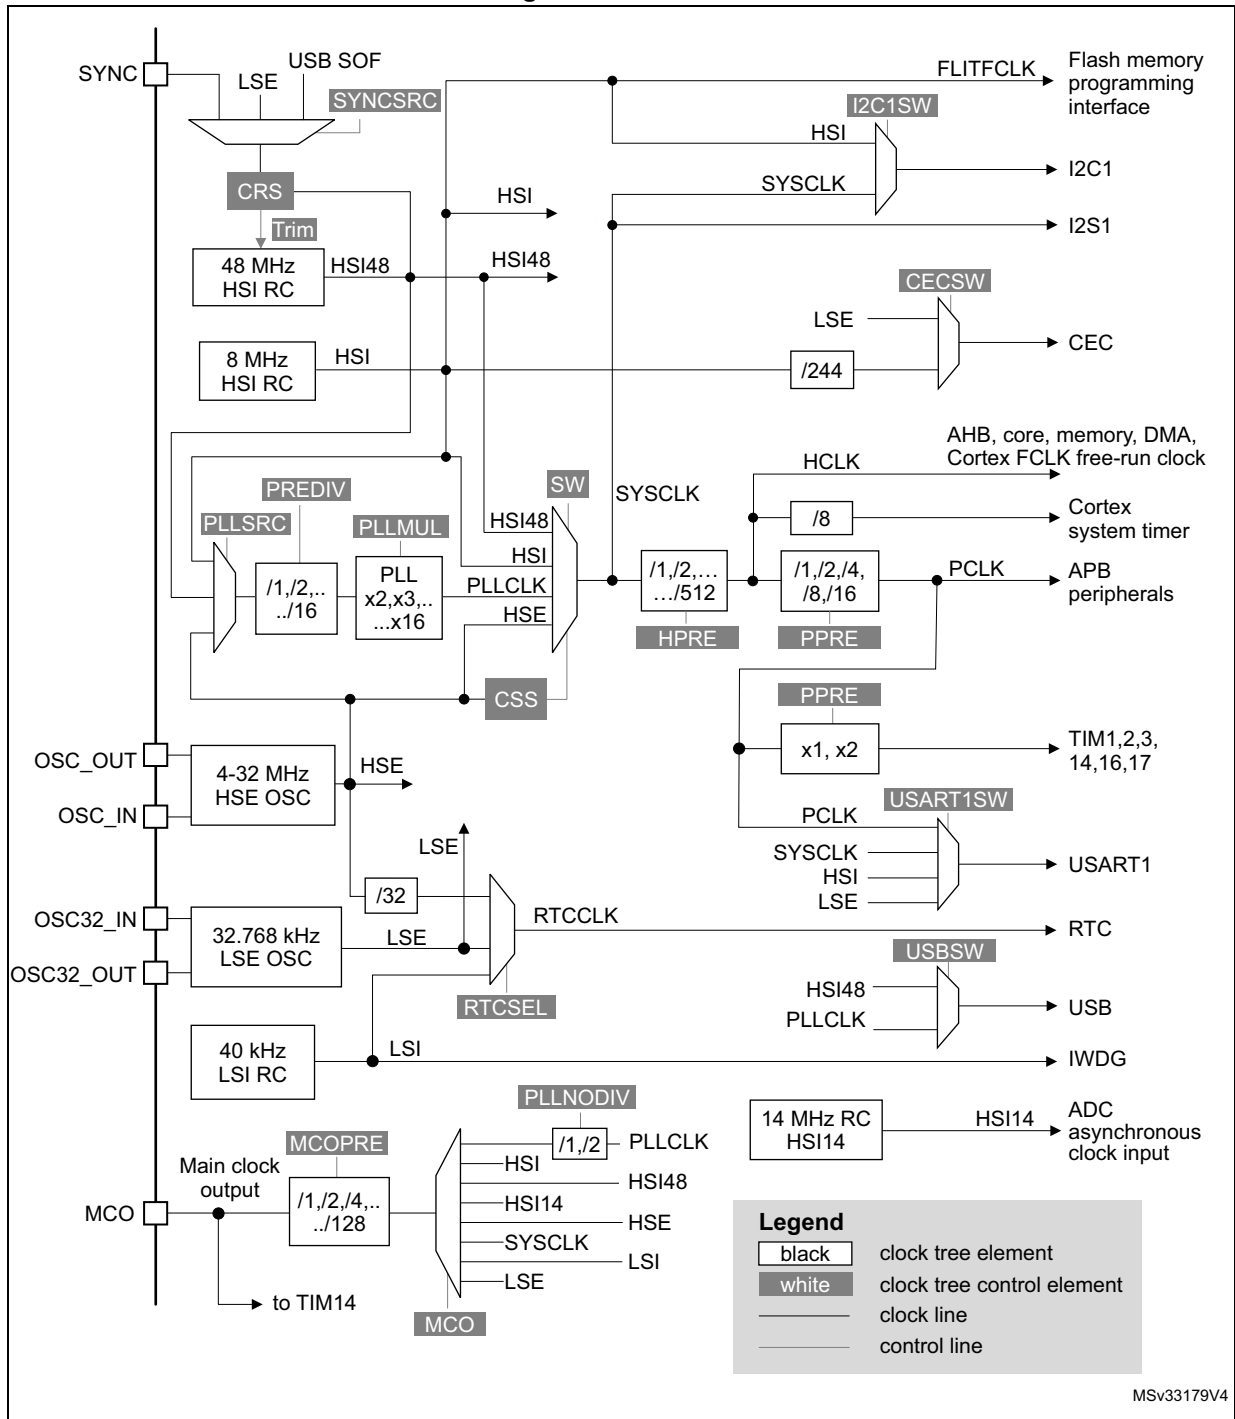 SYNC
LSE
USB SOF
SYNCSRC
CRS
Trim
48 MHz
HSI RC
HSI48
HSI
HSI48
8 MHz
HSI RC
HSI
FLITFCLK
Flash memory
programming
interface
I2C1SW
HSI
SYSCLK
I2C1
I2S1
CECSW
LSE
/244
CEC
AHB, core, memory, DMA,
Cortex FCLK free-run clock
HCLK
/8
Cortex
system timer
PLLSRC
PREDIV
/1,/2,..
../16
PLLMUL
PLL
x2,x3,..
...x16
SW
HSI48
HSI
PLLCLK
HSE
CSS
SYSCLK
/1,/2,…
…/512
HPRE
/1,/2,/4,
/8,/16
PPRE
PCLK
APB
peripherals
PPRE
x1, x2
TIM1,2,3,
14,16,17
OSC_OUT
OSC_IN
4-32 MHz
HSE OSC
HSE
USART1SW
PCLK
SYSCLK
HSI
LSE
USART1
LSE
/32
OSC32_IN
OSC32_OUT
32.768 kHz
LSE OSC
LSE
RTCCLK
RTC
RTCSEL
USBSW
HSI48
PLLCLK
USB
40 kHz
LSI RC
LSI
IWDG
PLLNODIV
/1,/2
PLLCLK
HSI
HSI48
HSI14
HSE
SYSCLK
LSI
LSE
MCO
14 MHz RC
HSI14
HSI14
ADC
asynchronous
clock input
MCOPRE
/1,/2,/4,..
../128
Main clock
output
MCO
to TIM14
Legend
black
clock tree element
white
clock tree control element
clock line
control line
MSv33179V4